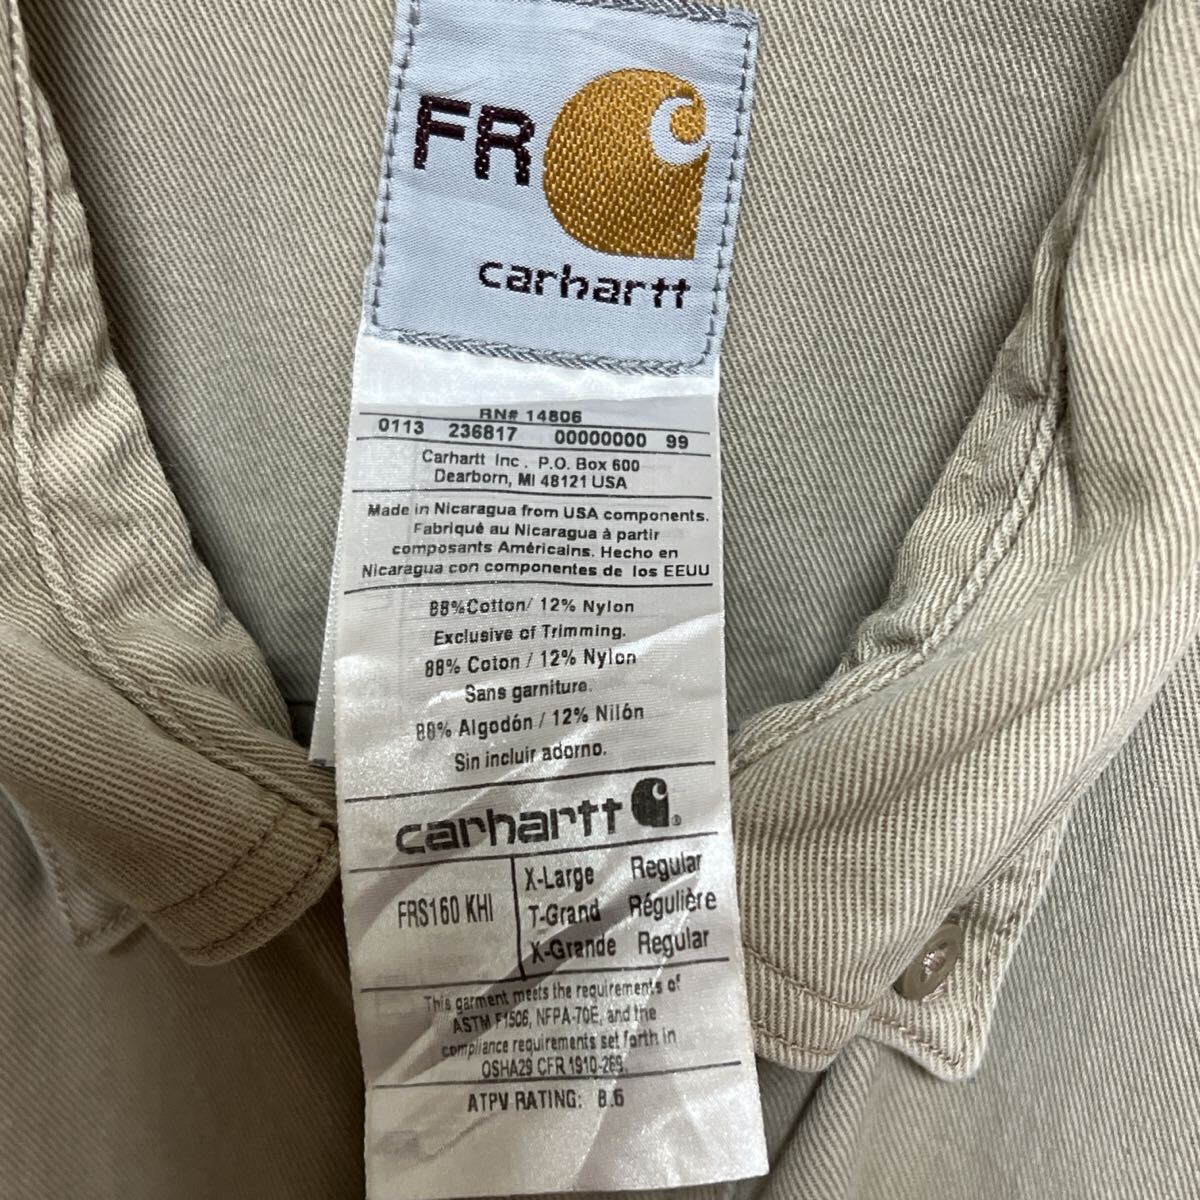 FR
carhartt
RN# 14806
0113 236817 00000000 99
Carhartt Inc. P.O. Box 600
Dearborn, MI 48121 USA
Made in Nicaragua from USA components.
Fabriqué au Nicaragua à partir
composants Américains. Hecho en
Nicaragua con componentes de los EEUU
88%Cotton/ 12% Nylon
Exclusive of Trimming.
88% Coton / 12% Nylon
Sans garniture.
88% Algodón / 12% Nilón
Sin incluir adorno.
carhartt ®
FRS160 KHI
X-Large Regular
T-Grand Régulière
X-Grande Regular
This garment meets the requirements of
ASTM F1506, NFPA-70E, and the
compliance requirements set forth in
OSHA29 CFR 1910-269.
ATPV RATING: 8.6